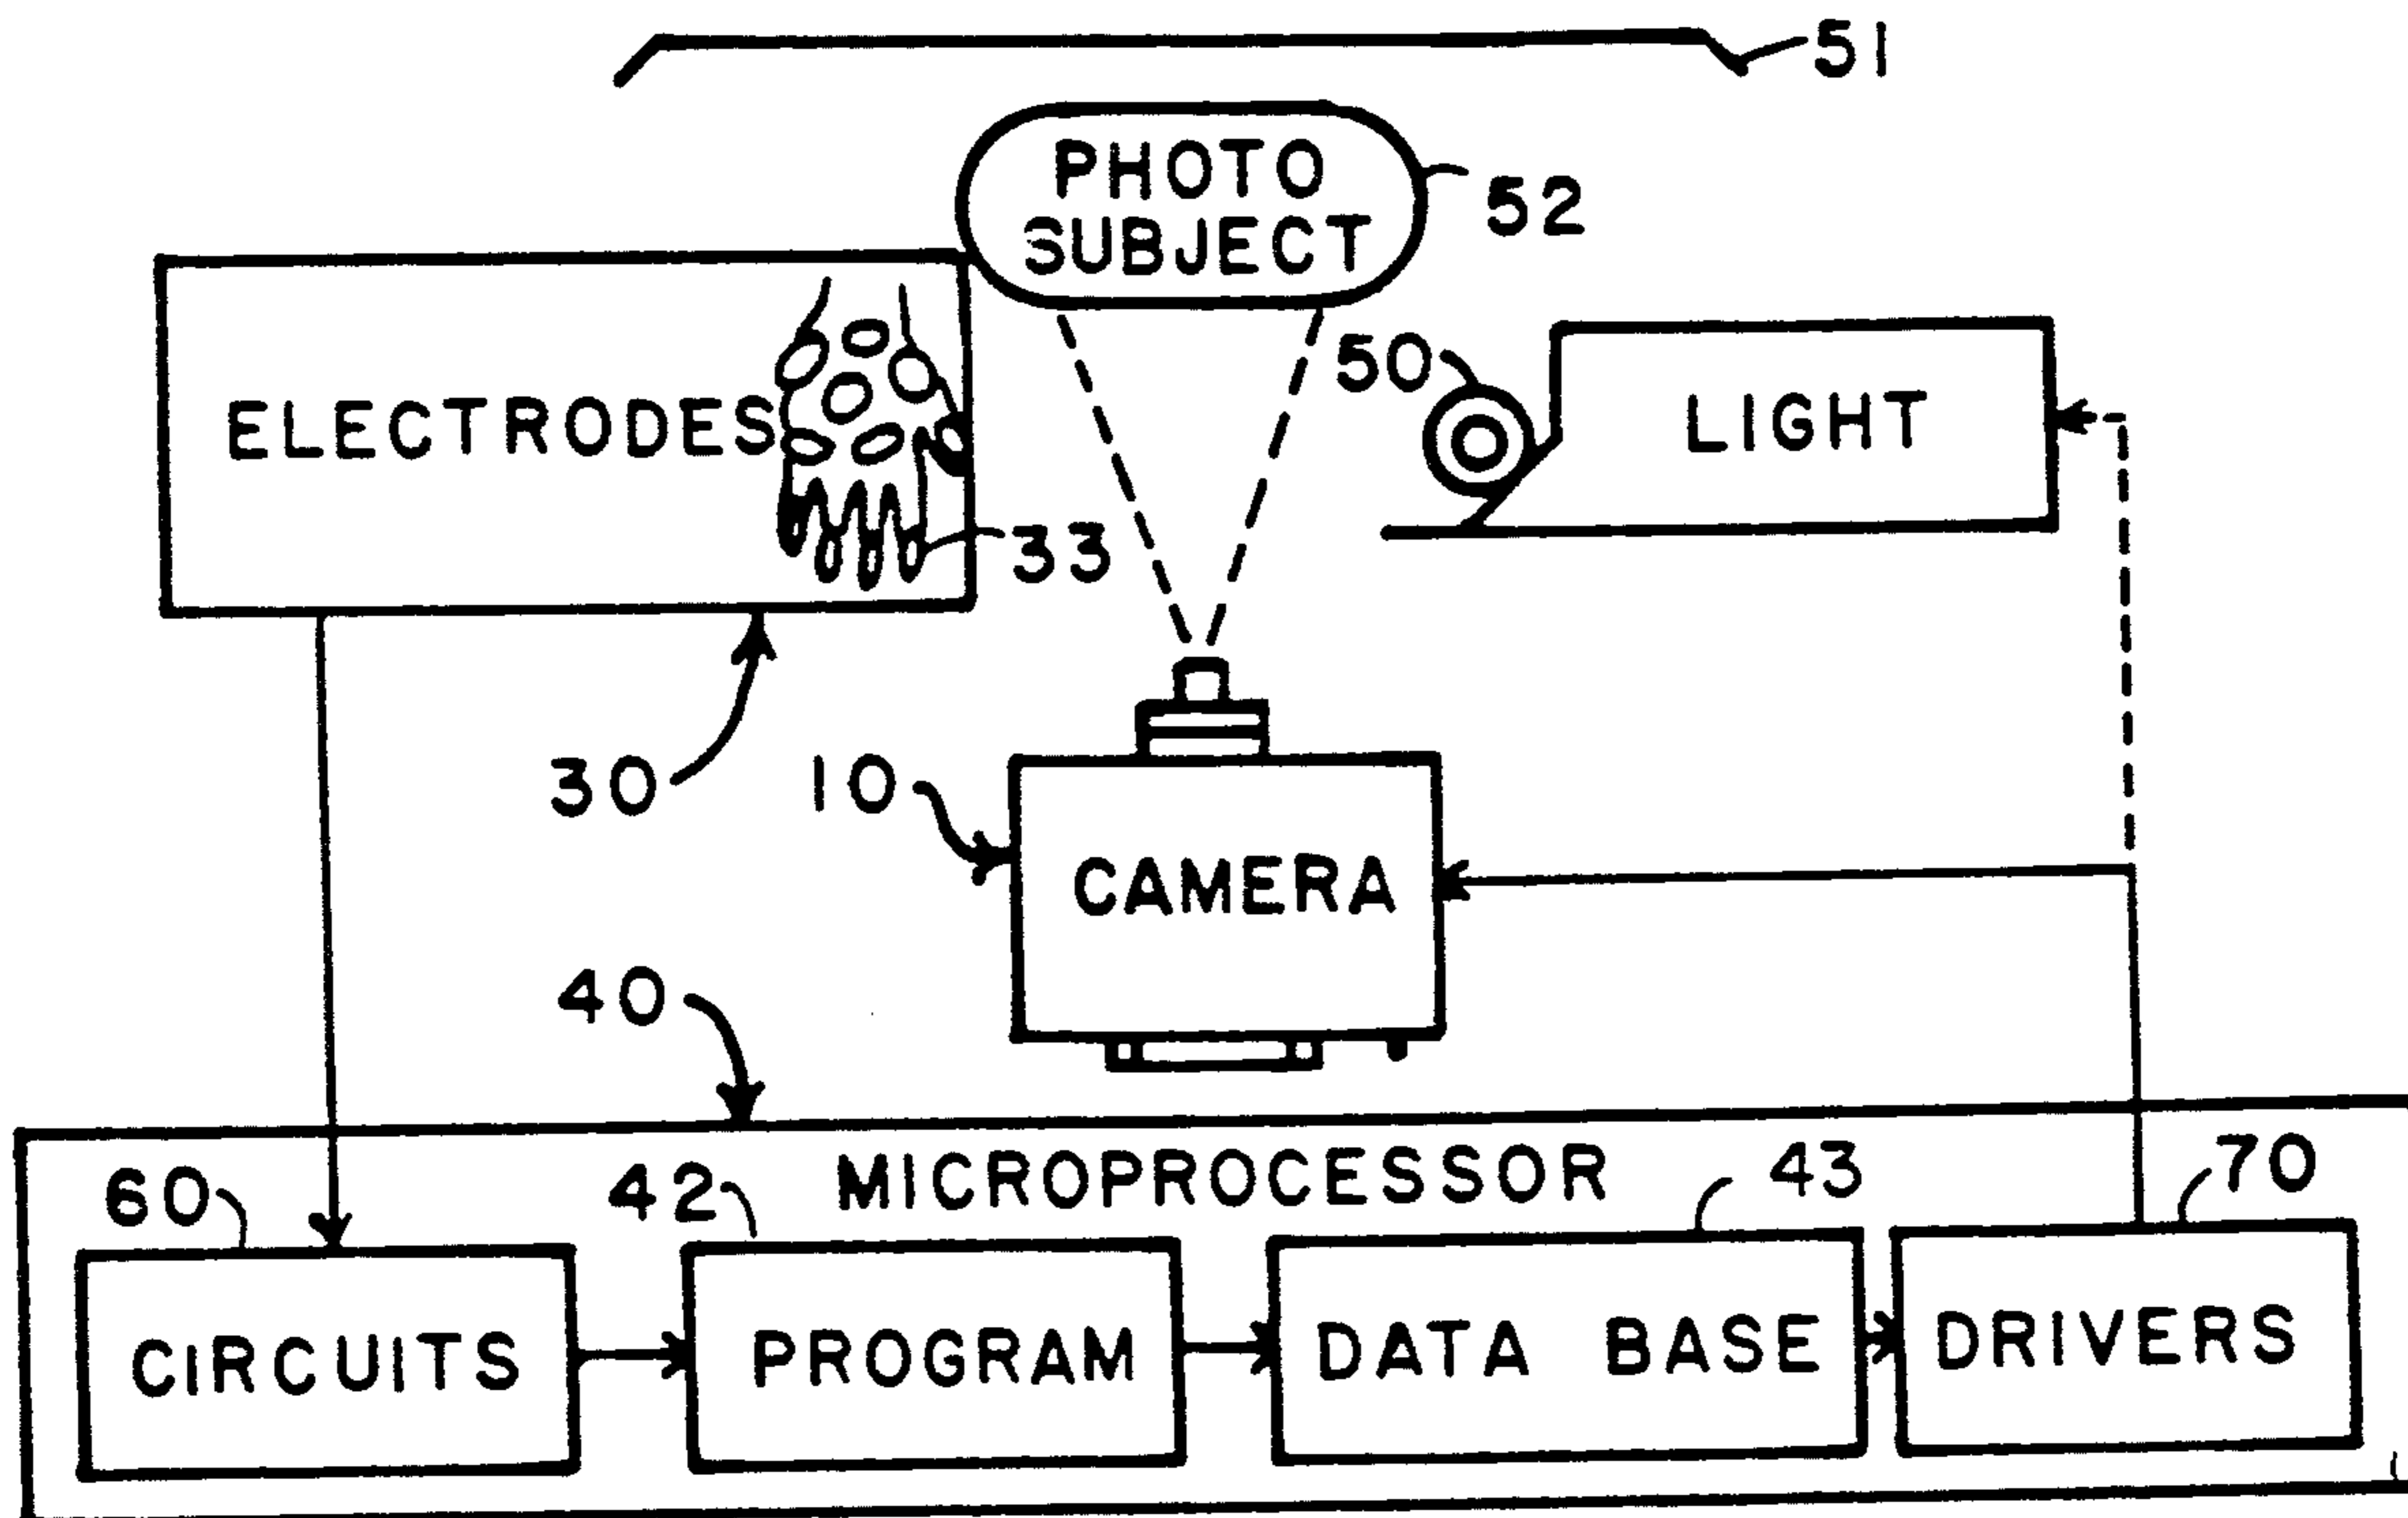 51
PHOTO
SUBJECT
52
50
ELECTRODES
LIGHT
33
30
10
CAMERA
40
MICROPROCESSOR
60
42
43
70
CIRCUITS
PROGRAM
DATA BASE
DRIVERS